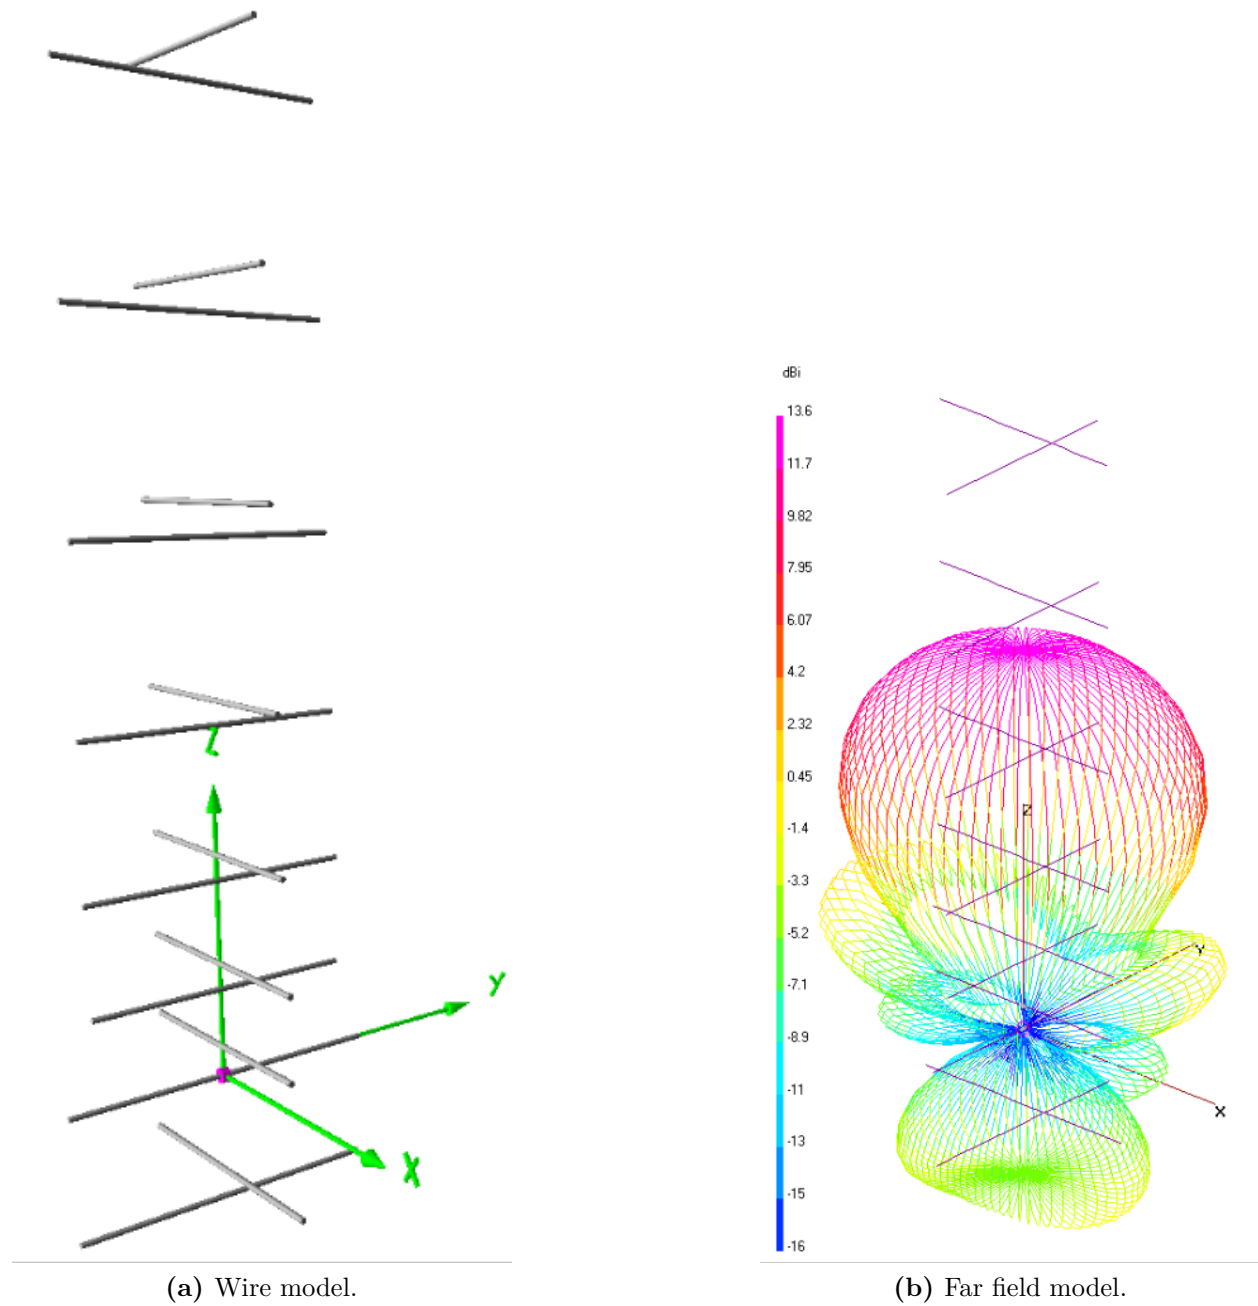 Z
Y
X
dBi
13.6
11.7
9.82
7.95
6.07
4.2
2.32
0.45
-1.4
-3.3
-5.2
-7.1
-8.9
-11
-13
-15
-16
Z
Y
X
(a) Wire model.
(b) Far field model.